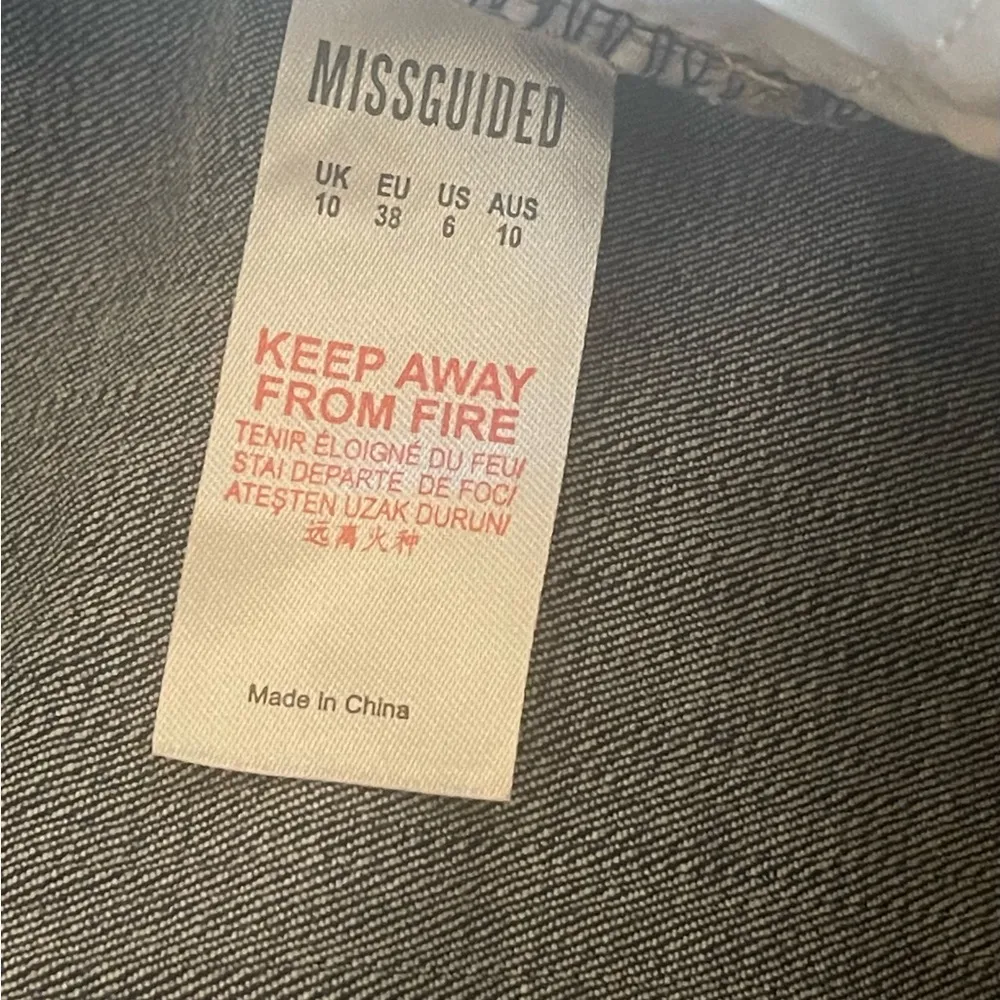 MISSGUIDED
UK EU US AUS
10 38 6 10
KEEP AWAY
FROM FIRE
TENIR ÉLOIGNÉ DU FEU/
STAI DEPARTE DE FOC/
ATEŞTEN UZAK DURUN/
远离火种
Made In China